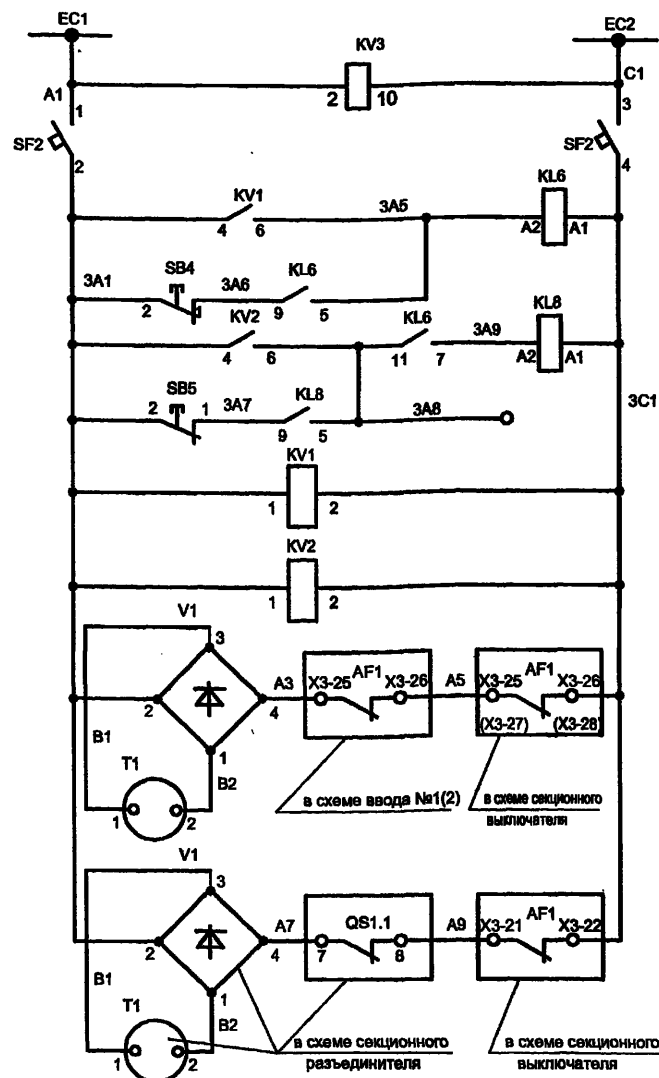 EC1
EC2
KV3
A1
C1
1
2
10
3
SF2
SF2
2
4
KV1
3A5
KL6
4
6
A2
A1
3A1
SB4
3A6
KL6
2
9
5
KV2
KL6
3A9
KL8
4
6
11
7
A2
A1
3C1
SB5
2
1
3A7
KL8
3A8
9
5
KV1
1
2
KV2
1
2
V1
3
A3
X3-25
AF1
X3-26
A5
X3-25
AF1
X3-26
2
4
(X3-27)
(X3-28)
B1
1
T1
B2
1
2
в схеме ввода №1(2)
в схеме секционного
выключателя
V1
3
A7
QS1.1
A9
X3-21
AF1
X3-22
2
4
7
8
B1
1
T1
B2
1
2
в схеме секционного
разъединителя
в схеме секционного
выключателя